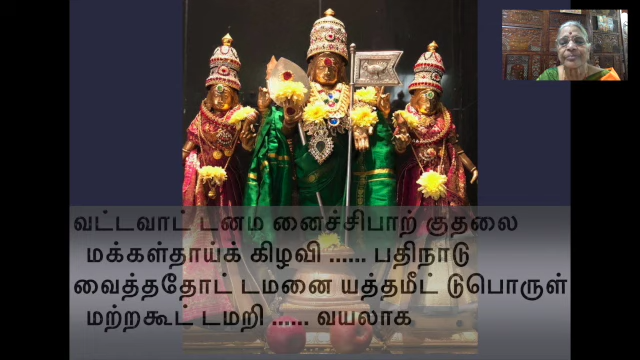 வட்டவாட் டனம னைச்சிபாற் குதலை
மக்கள்தாய்க் கிழவி ...... பதிநாடு
வைத்ததோட் டமனை யத்தமீட் டுபொருள்
மற்றகூட் டமறி ...... வயலாக